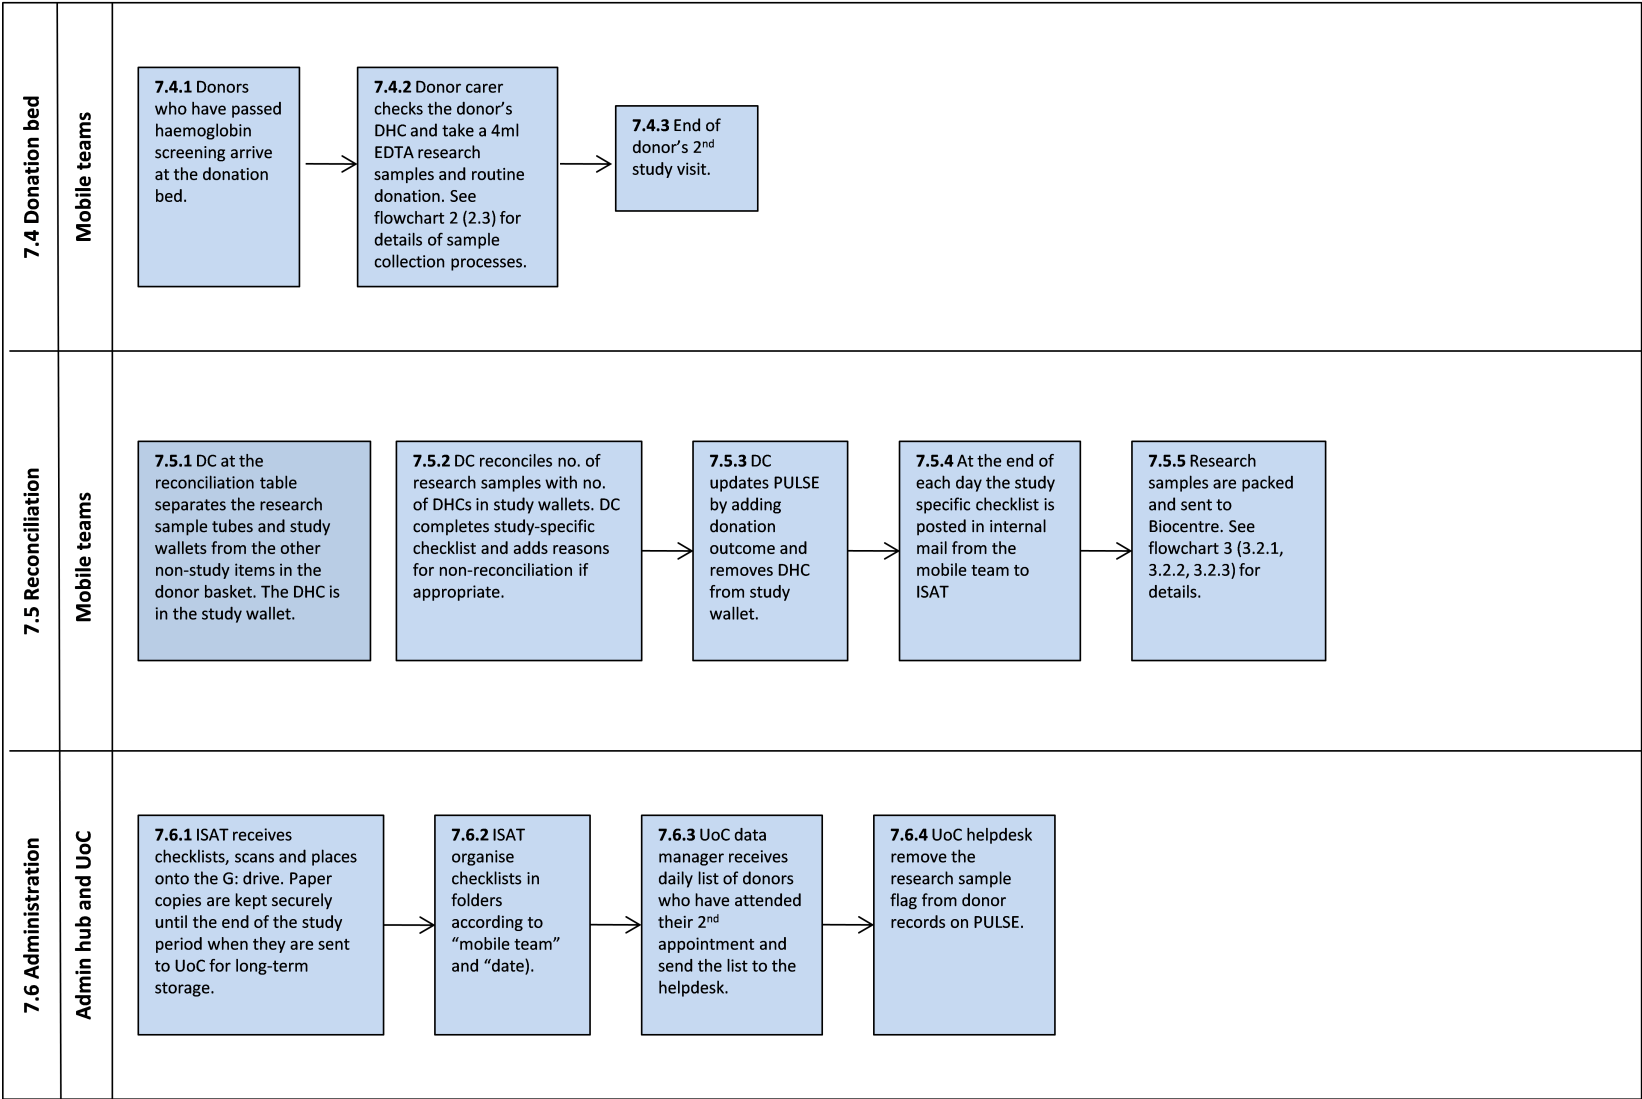 7.4 Donation bed
Mobile teams
7.4.1 Donors
who have passed
haemoglobin
screening arrive
at the donation
bed.
7.4.2 Donor carer
checks the donor’s
DHC and take a 4ml
EDTA research
samples and routine
donation. See
flowchart 2 (2.3) for
details of sample
collection processes.
7.4.3 End of
donor’s 2nd
study visit.
7.5 Reconciliation
Mobile teams
7.5.1 DC at the
reconciliation table
separates the research
sample tubes and study
wallets from the other
non-study items in the
donor basket. The DHC is
in the study wallet.
7.5.2 DC reconciles no. of
research samples with no.
of DHCs in study wallets. DC
completes study-specific
checklist and adds reasons
for non-reconciliation if
appropriate.
7.5.3 DC
updates PULSE
by adding
donation
outcome and
removes DHC
from study
wallet.
7.5.4 At the end of
each day the study
specific checklist is
posted in internal
mail from the
mobile team to
ISAT
7.5.5 Research
samples are packed
and sent to
Biocentre. See
flowchart 3 (3.2.1,
3.2.2, 3.2.3) for
details.
7.6 Administration
Admin hub and UoC
7.6.1 ISAT receives
checklists, scans and places
onto the G: drive. Paper
copies are kept securely
until the end of the study
period when they are sent
to UoC for long-term
storage.
7.6.2 ISAT
organise
checklists in
folders
according to
“mobile team”
and “date).
7.6.3 UoC data
manager receives
daily list of donors
who have attended
their 2nd
appointment and
send the list to the
helpdesk.
7.6.4 UoC helpdesk
remove the
research sample
flag from donor
records on PULSE.